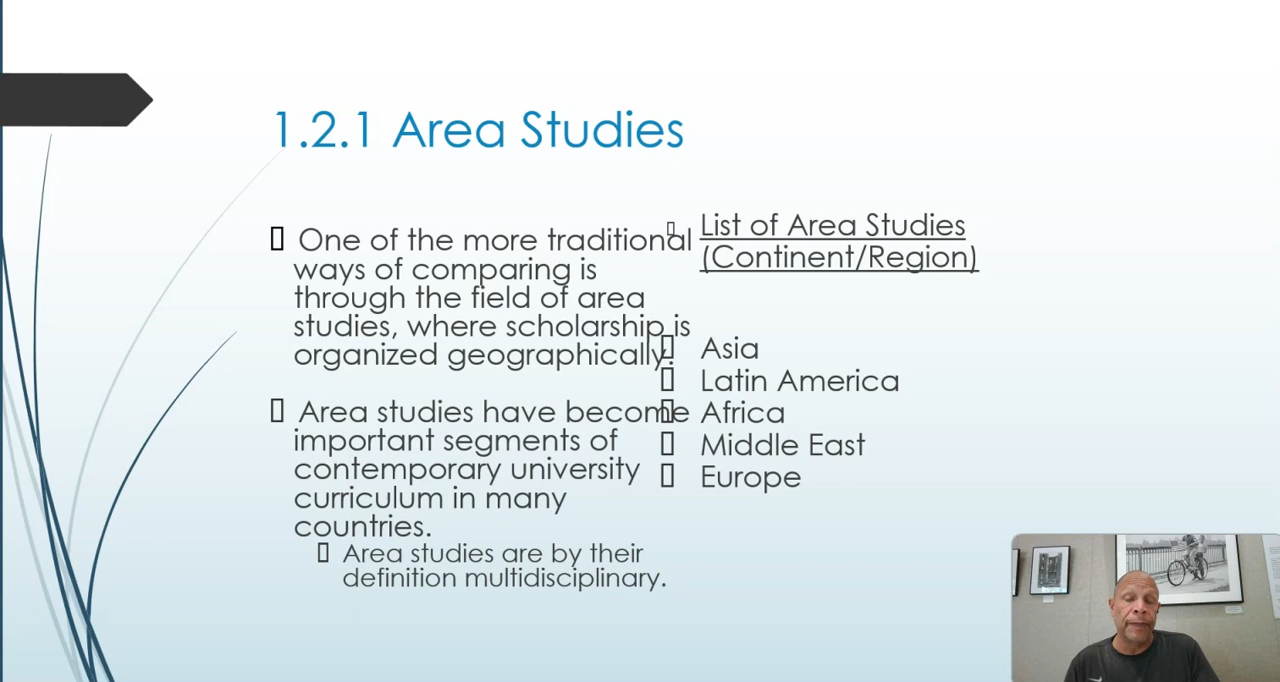 1.2.1 Area Studies
One of the more traditional
ways of comparing is
through the field of area
studies, where scholarship is
organized geographically.
Area studies have become
important segments of
contemporary university
curriculum in many
countries.
Area studies are by their
definition multidisciplinary.
List of Area Studies
(Continent/Region)
Asia
Latin America
Africa
Middle East
Europe